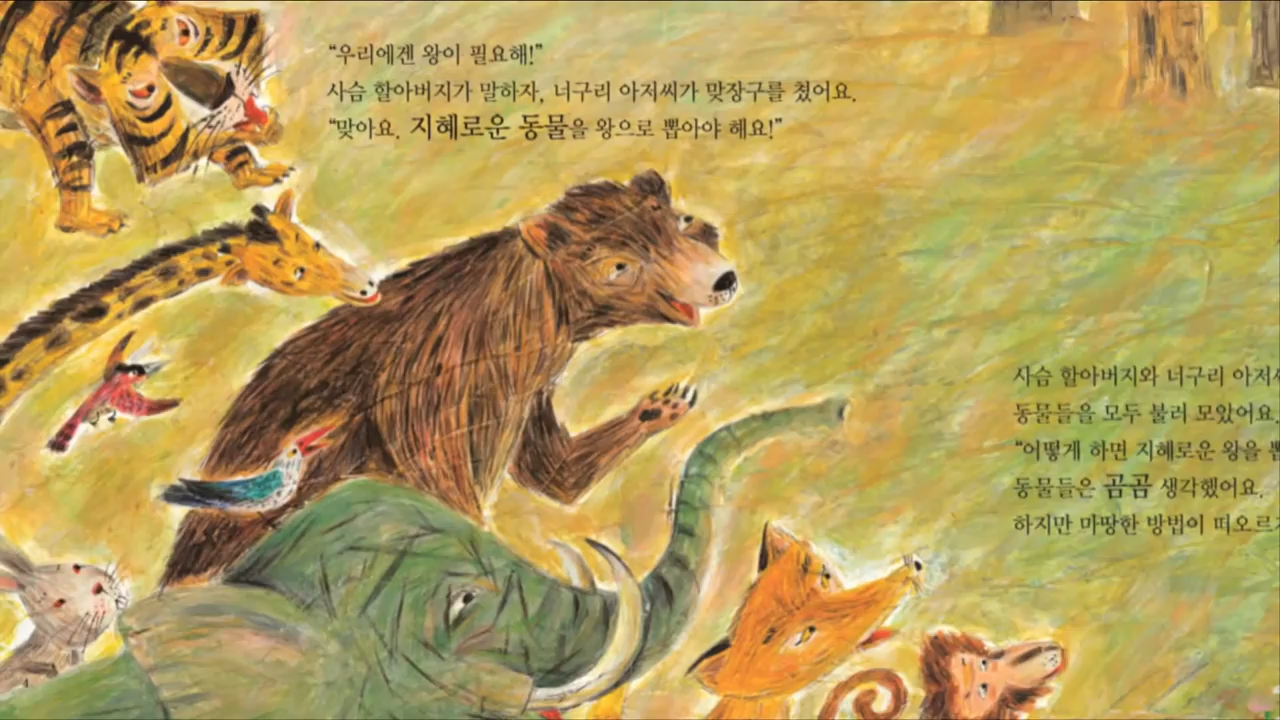 “우리에겐 왕이 필요해!”
사슴 할아버지가 말하자, 너구리 아저씨가 맞장구를 쳤어요.
“맞아요. 지혜로운 동물을 왕으로 뽑아야 해요!”
사슴 할아버지와 너구리
동물들을 모두 불러 모았어요.
“어떻게 하면 지혜로운 왕을
동물들은 곰곰 생각했어요.
하지만 마땅한 방법이